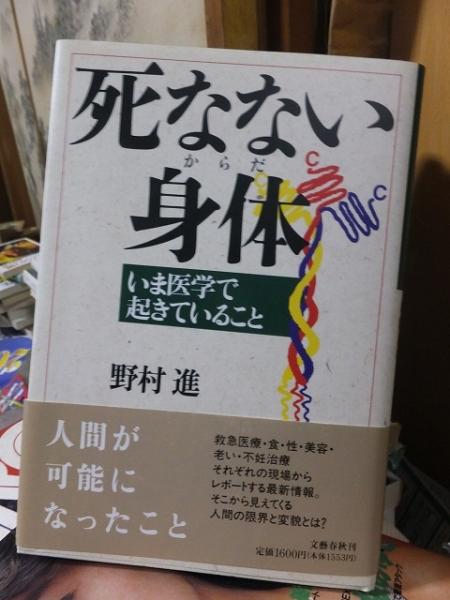 死なない
からだ
身体
C
C
C
いま医学で
起きていること
野村 進
人間が
可能に
なったこと
救急医療・食・性・美容・
老い・不妊治療
それぞれの現場から
レポートする最新情報。
そこから見えてくる
人間の限界と変貌とは?
文藝春秋刊
定価1600円(本体1553円)